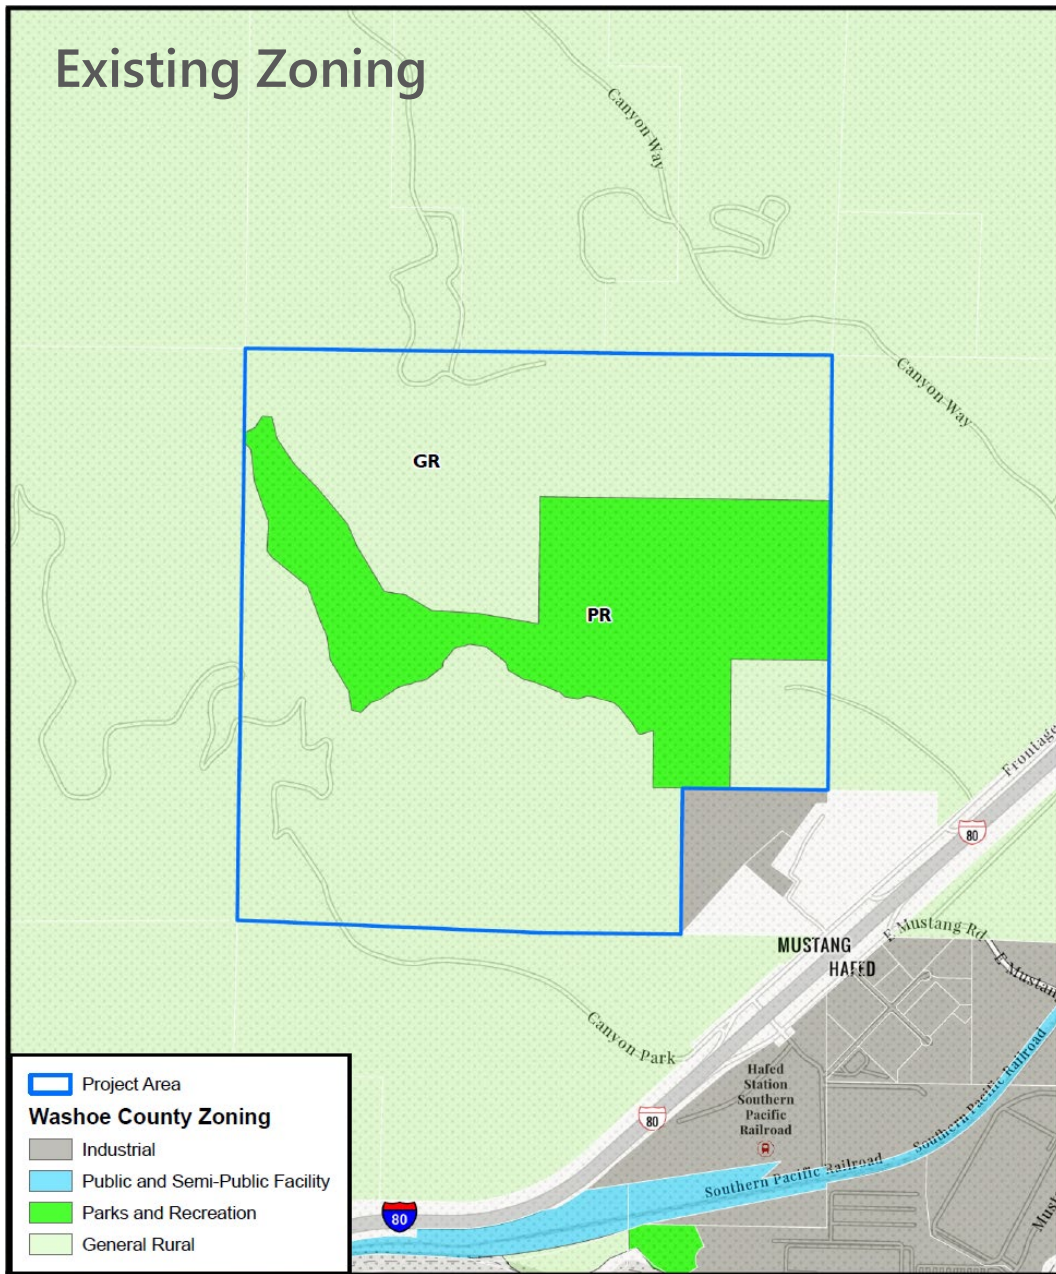 Existing Zoning
Canyon Way
Canyon Way
GR
PR
Frontage
80
E Mustang Rd
MUSTANG
HAFED
E Mustang
Canyon Park
Hafed
Station
Southern
Pacific
Railroad
80
Southern Pacific Railroad
Southern Pacific Railroad
80
Must
Project Area
Washoe County Zoning
Industrial
Public and Semi-Public Facility
Parks and Recreation
General Rural